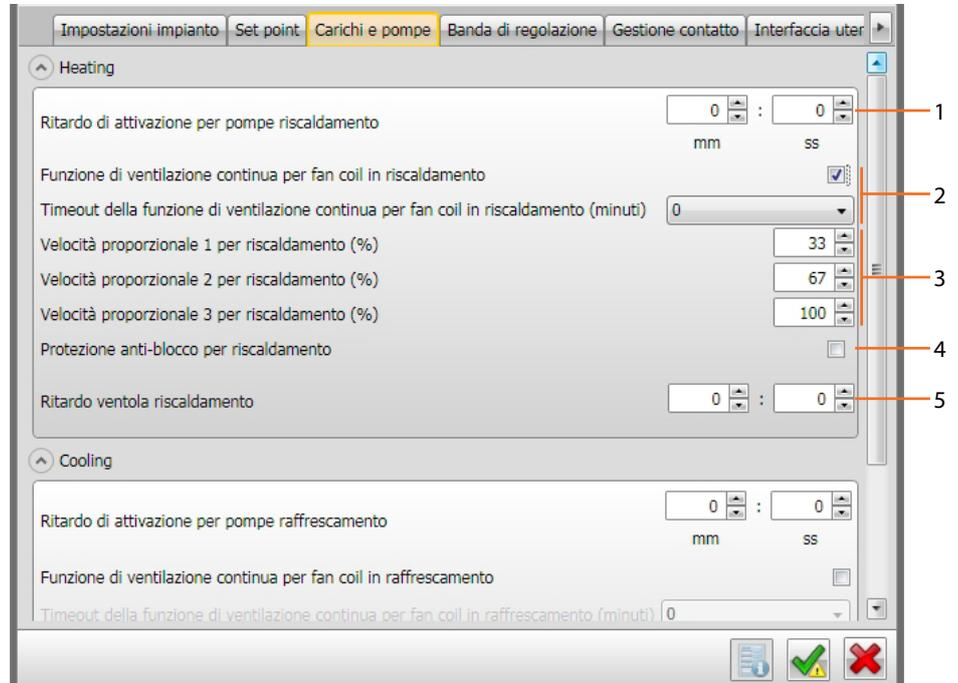 Impostazioni impianto Set point Carichi e pompe Banda di regolazione Gestione contatto Interfaccia uter
Heating
Ritardo di attivazione per pompe riscaldamento 0 : 0 1
mm ss
Funzione di ventilazione continua per fan coil in riscaldamento
2
Timeout della funzione di ventilazione continua per fan coil in riscaldamento (minuti) 0
Velocità proporzionale 1 per riscaldamento (%) 33
Velocità proporzionale 2 per riscaldamento (%) 67 3
Velocità proporzionale 3 per riscaldamento (%) 100
Protezione anti-blocco per riscaldamento 4
Ritardo ventola riscaldamento 0 : 0 5
Cooling
Ritardo di attivazione per pompe raffrescamento 0 : 0
mm ss
Funzione di ventilazione continua per fan coil in raffrescamento
Timeout della funzione di ventilazione continua per fan coil in raffrescamento (minuti) 0